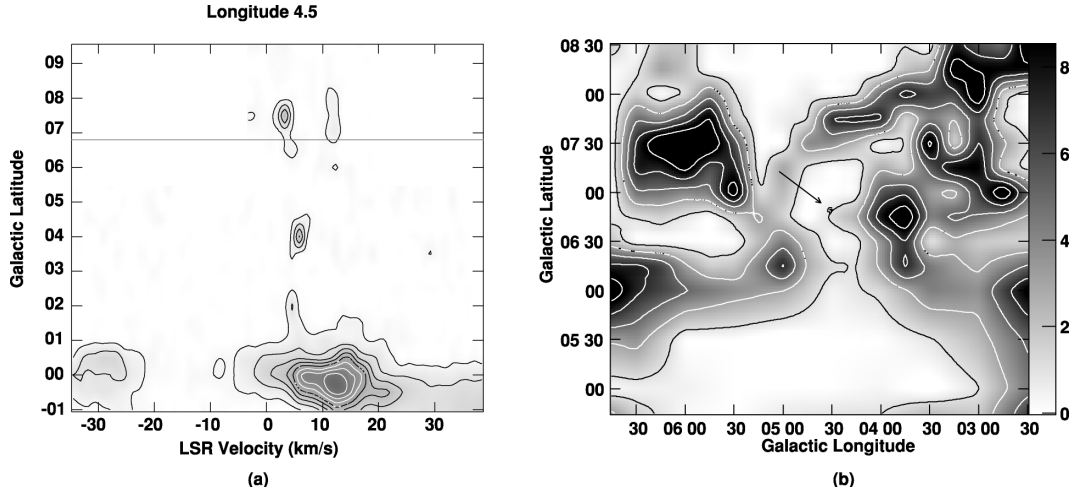 Longitude 4.5
09
08
07
06
05
04
03
02
01
00
-01
Galactic Latitude
-30 -20 -10 0 10 20 30
LSR Velocity (km/s)
(a)
08 30
00
07 30
00
06 30
00
05 30
00
Galactic Latitude
30 06 00 30 05 00 30 04 00 30 03 00 30
Galactic Longitude
8
6
4
2
0
(b)